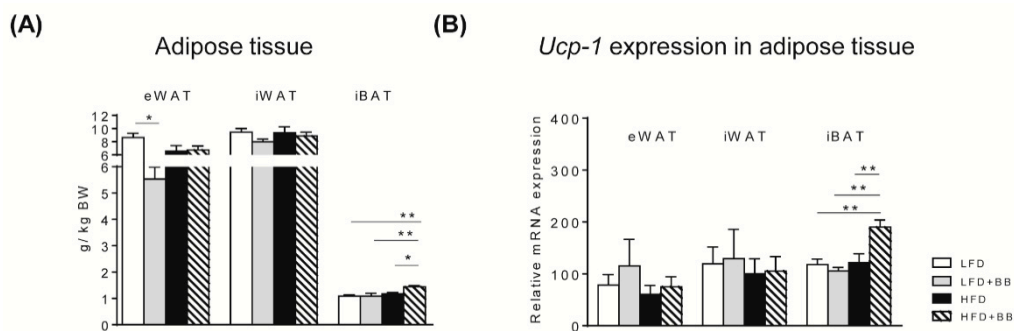 (A)
Adipose tissue
eWAT iWAT iBAT
12
10
8
6
6
5
4
3
2
1
0
g/kg BW
*
**
**
*
(B)
Ucp-1 expression in adipose tissue
eWAT iWAT iBAT
400
300
200
100
0
Relative mRNA expression
**
**
**
LFD
LFD+BB
HFD
HFD+BB